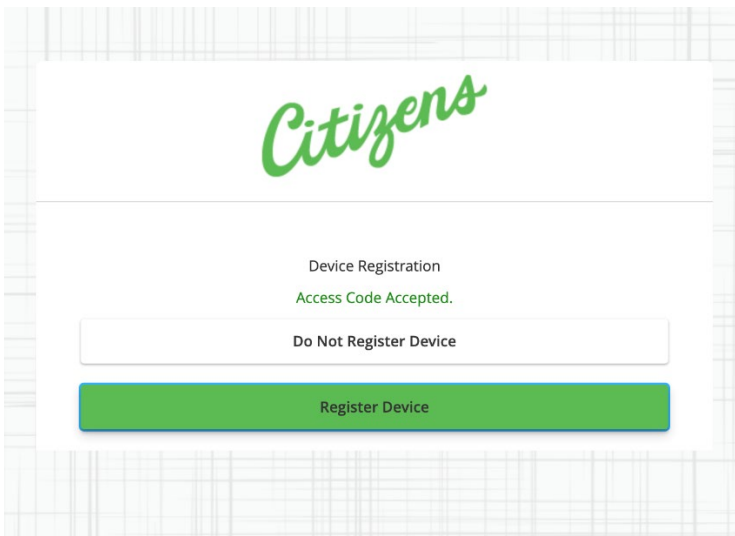 Citizens
Device Registration
Access Code Accepted.
Do Not Register Device
Register Device